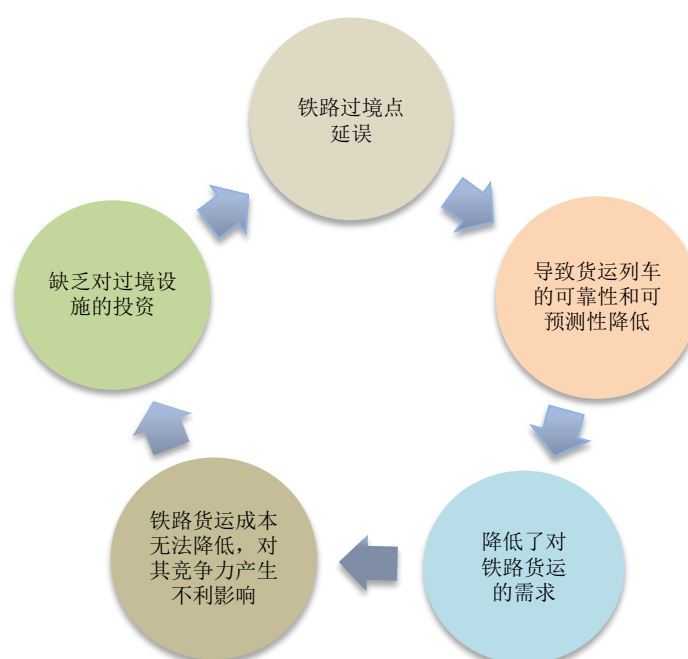 铁路过境点
延误
导致货运列车
的可靠性和可
预测性降低
降低了对
铁路货运
的需求
铁路货运成本
无法降低，对
其竞争力产生
不利影响
缺乏对过境设
施的投资